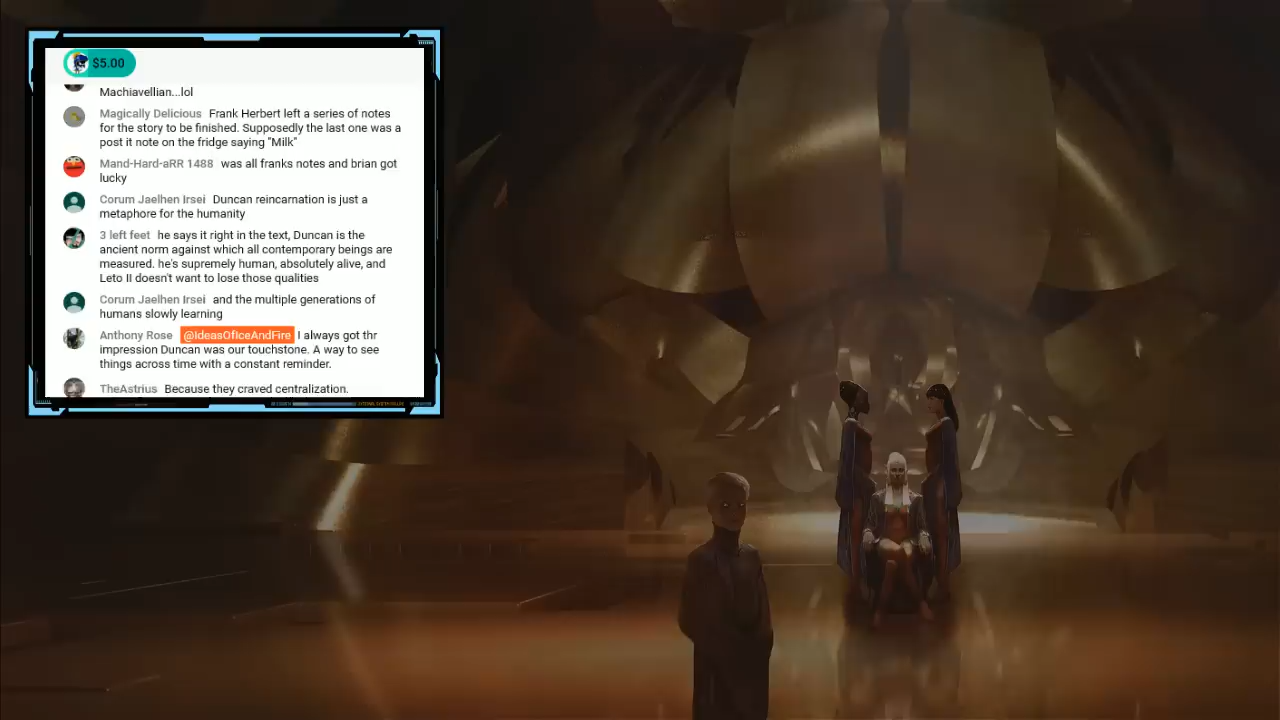 $5.00
Machiavellian...lol
Magically Delicious Frank Herbert left a series of notes
for the story to be finished. Supposedly the last one was a
post it note on the fridge saying "Milk"
Mand-Hard-aRR 1488 was all franks notes and brian got
lucky
Corum Jaelhen Irsei Duncan reincarnation is just a
metaphore for the humanity
3 left feet he says it right in the text, Duncan is the
ancient norm against which all contemporary beings are
measured. he's supremely human, absolutely alive, and
Leto II doesn't want to lose those qualities
Corum Jaelhen Irsei and the multiple generations of
humans slowly learning
Anthony Rose @IdeasOfIceAndFire I always got thr
impression Duncan was our touchstone. A way to see
things across time with a constant reminder.
TheAstrius Because they craved centralization.